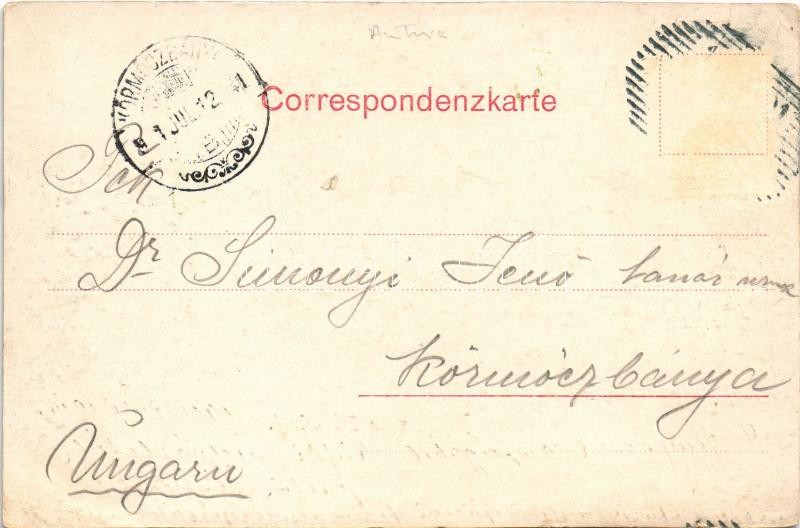 Correspondenzkarte
Tek.
Dr Simonyi Jenő tanár urnak
Körmöczbánya
Ungarn